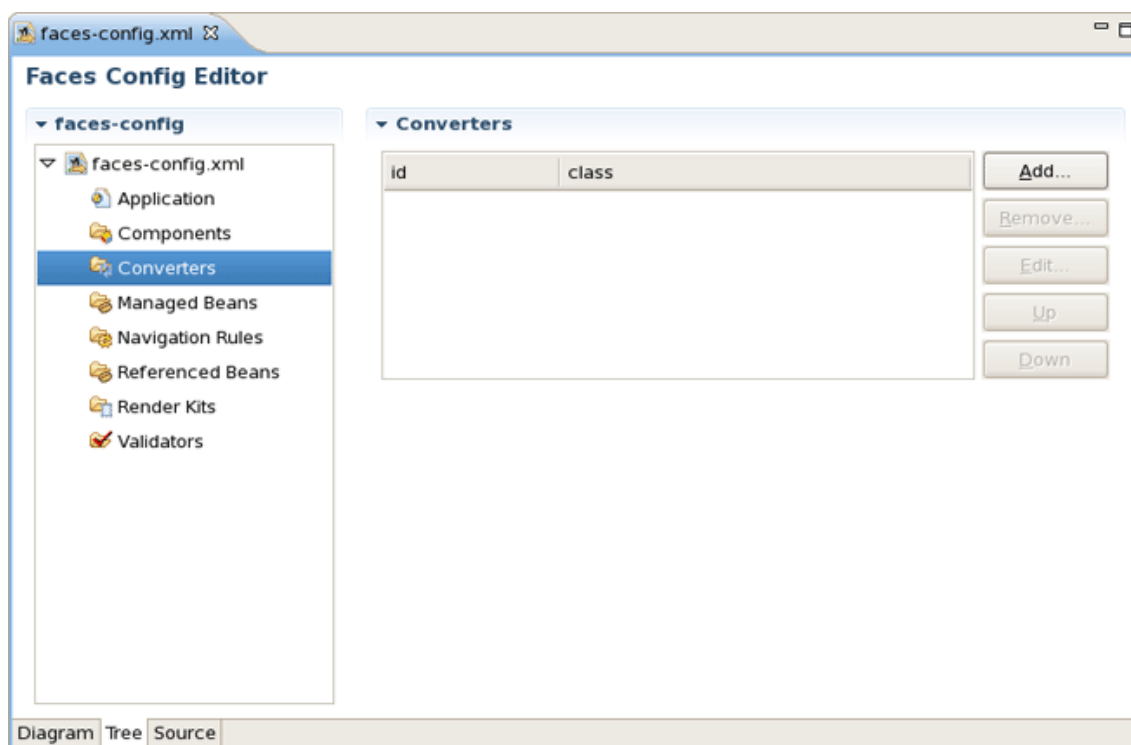 faces-config.xml
Faces Config Editor
faces-config
faces-config.xml
Application
Components
Converters
Managed Beans
Navigation Rules
Referenced Beans
Render Kits
Validators
Converters
id class
Add...
Remove...
Edit...
Up
Down
Diagram Tree Source